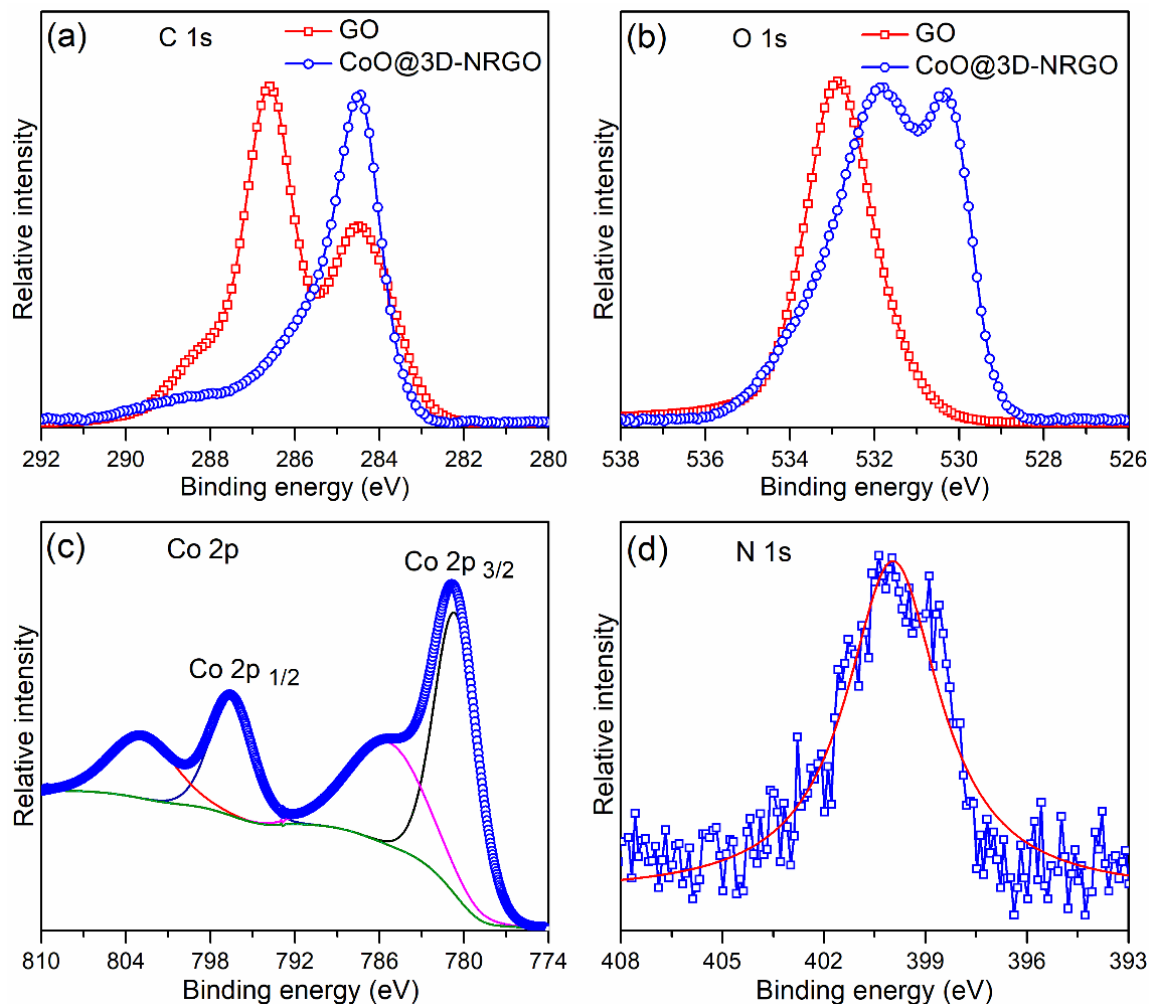 (a) C 1s
GO
CoO@3D-NRGO
Relative intensity
292 290 288 286 284 282 280
Binding energy (eV)
(b) O 1s
GO
CoO@3D-NRGO
Relative intensity
538 536 534 532 530 528 526
Binding energy (eV)
(c) Co 2p
Co 2p 3/2
Co 2p 1/2
Relative intensity
810 804 798 792 786 780 774
Binding energy (eV)
(d) N 1s
Relative intensity
408 405 402 399 396 393
Binding energy (eV)